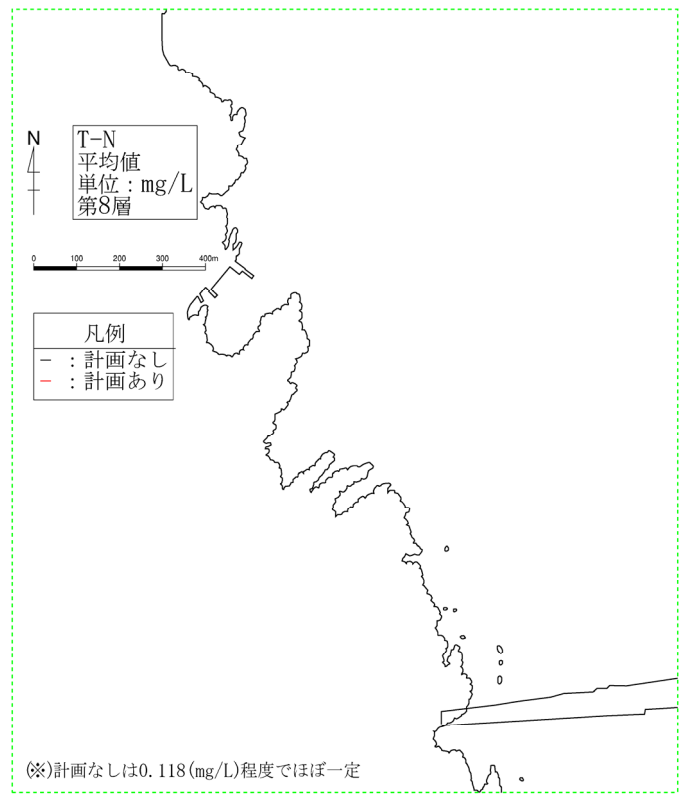 N
T-N
平均値
単位：mg/L
第8層
0 100 200 300 400m
凡例
－ ：計画なし
－ ：計画あり
(※)計画なしは0.118(mg/L)程度でほぼ一定